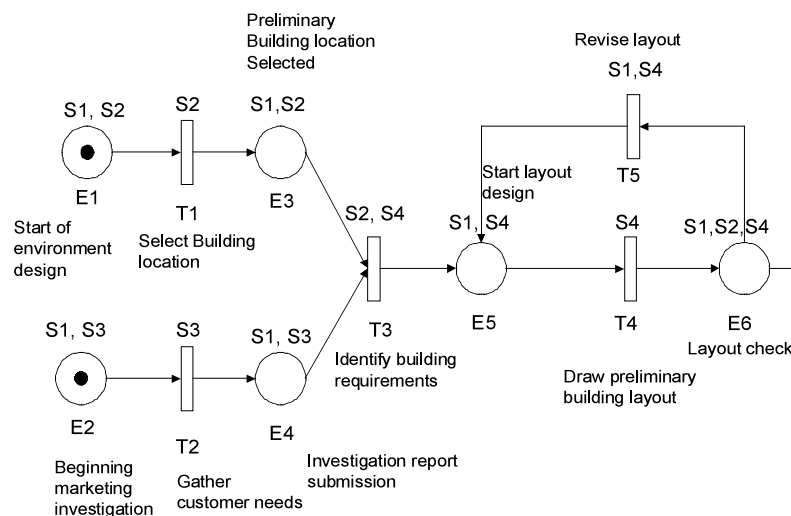 Preliminary
Building location
Selected
Revise layout
S1,S4
S1, S2
S2
S1,S2
E1
T1
E3
T5
Start of
environment
design
Select Building
location
Start layout
design
S2, S4
S1, S4
S4
S1,S2,S4
T3
E5
T4
E6
Identify building
requirements
Layout check
Draw preliminary
building layout
S1, S3
S3
S1, S3
E2
T2
E4
Beginning
marketing
investigation
Gather
customer needs
Investigation report
submission